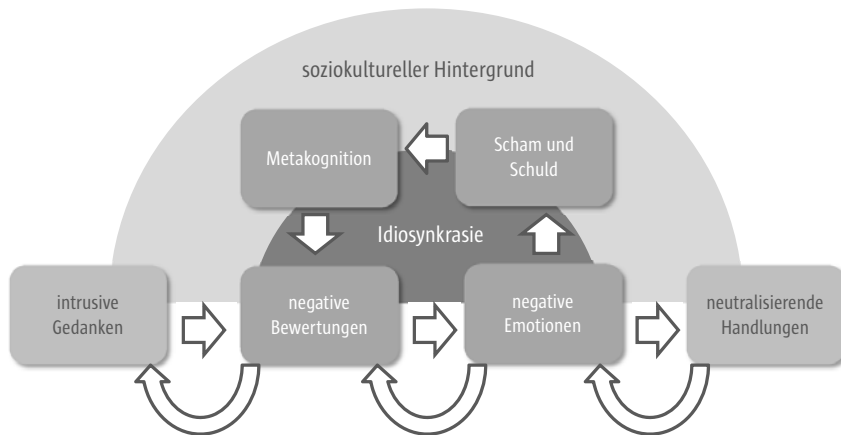 soziokultureller Hintergrund
Metakognition
Scham und
Schuld
Idiosynkrasie
intrusive
Gedanken
negative
Bewertungen
negative
Emotionen
neutralisierende
Handlungen